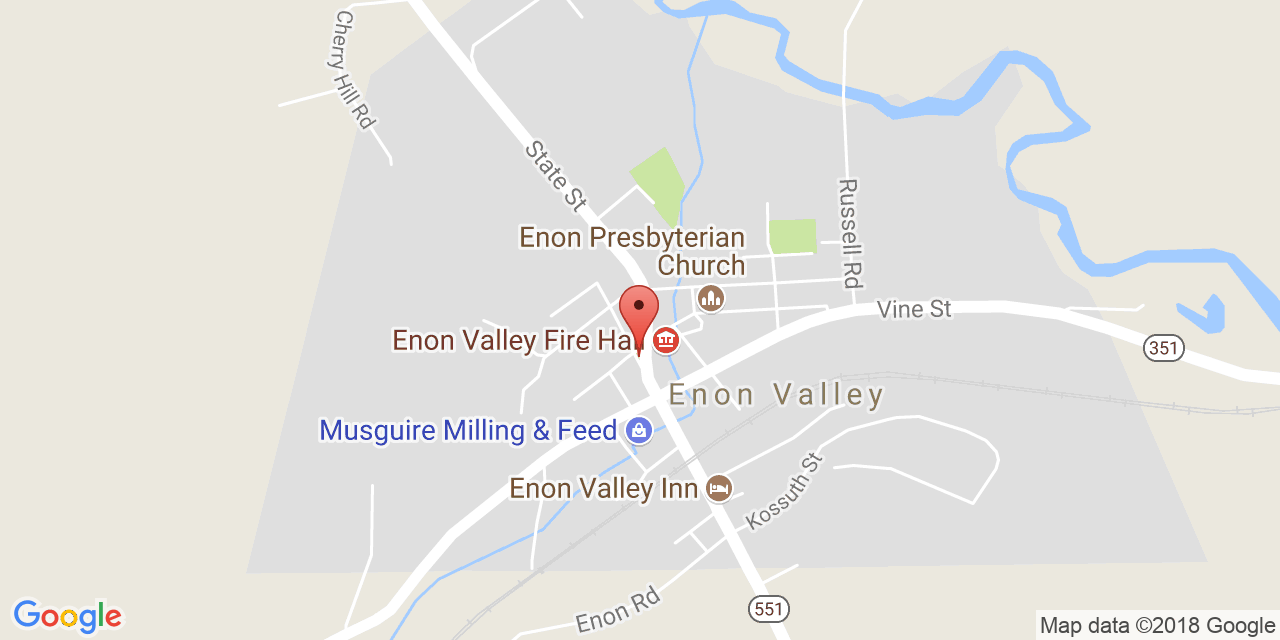 Cherry Hill Rd
State St
Russell Rd
Enon Presbyterian
Church
Vine St
Enon Valley Fire Hall
351
Enon Valley
Musguire Milling & Feed
Enon Valley Inn
Kossuth St
Enon Rd
551
Google
Map data ©2018 Google